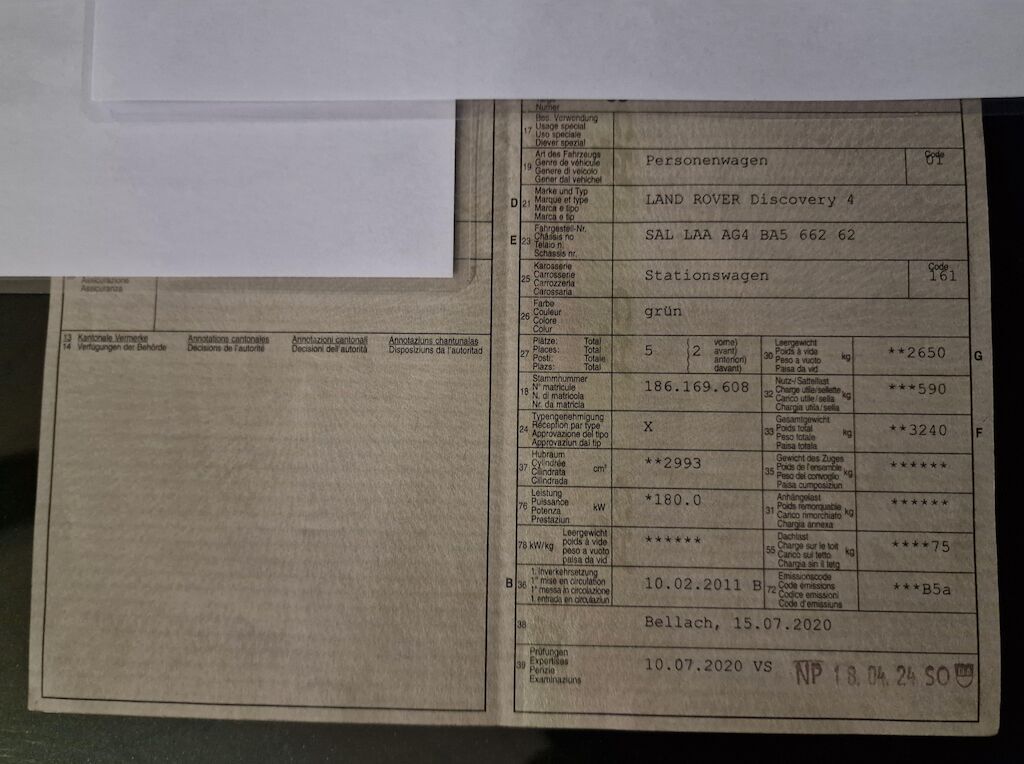 Assicurazione
Assicuranza
13 Kantonale Vermerke Annotations cantonales Annotazioni cantonali Annotaziuns chantunalas
14 Verfügungen der Behörde Décisions de l'autorité Decisioni dell'autorità Disposiziuns da l'autoritad
Numer
17 Bes. Verwendung
Usage spécial
Uso speciale
Diever spezial
19 Art des Fahrzeugs
Genre de véhicule
Genere di veicolo
Gener dal vehichel
Personenwagen
Code
01
D 21 Marke und Typ
Marque et type
Marca e tipo
Marca e tip
LAND ROVER Discovery 4
E 23 Fahrgestell-Nr.
Châssis no
Telaio n.
Schassis nr.
SAL LAA AG4 BA5 662 62
25 Karosserie
Carrosserie
Carrozzeria
Carossaria
Stationswagen
Code
161
26 Farbe
Couleur
Colore
Colur
grün
27 Plätze: Total
Places: Total
Posti: Totale
Plazs: Total
5 2
vorne)
avant)
anteriori)
davant)
30 Leergewicht
Poids à vide
Peso a vuoto
Paisa da vid
kg
**2650 G
18 Stammnummer
N° matricule
N. di matricola
Nr. da matricla
186.169.608
32 Nutz-/Sattellast
Charge utile/sellette
Carico utile/sella
Chargia utila/sella
kg
***590
24 Typengenehmigung
Réception par type
Approvazione del tipo
Approvaziun dal tip
X
33 Gesamtgewicht
Poids total
Peso totale
Paisa totala
kg
**3240 F
37 Hubraum
Cylindrée
Cilindrata
Cilindrada
cm³
**2993
35 Gewicht des Zuges
Poids de l'ensemble
Peso del convoglio
Paisa cumposiziun
kg
******
76 Leistung
Puissance
Potenza
Prestaziun
kW
*180.0
31 Anhängelast
Poids remorquable
Carico rimorchiato
Chargia annexa
kg
******
78 kW/kg Leergewicht
poids à vide
peso a vuoto
paisa da vid
******
55 Dachlast
Charge sur le toit
Carico sul tetto
Chargia sin il tetg
kg
****75
B 36 1. Inverkehrsetzung
1re mise en circulation
1a messa in circolazione
1. entrada en circulaziun
10.02.2011 B
72 Emissionscode
Code émissions
Codice emissioni
Code d'emissiuns
***B5a
38
Bellach, 15.07.2020
39 Prüfungen
Expertises
Perizie
Examinaziuns
10.07.2020 VS NP 18. 04. 24 SO